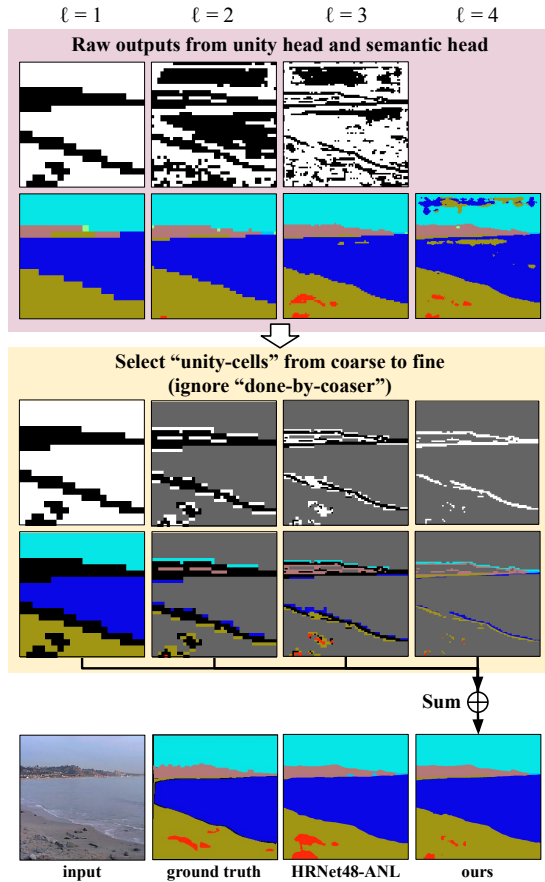 ℓ = 1 ℓ = 2 ℓ = 3 ℓ = 4
Raw outputs from unity head and semantic head
Select “unity-cells” from coarse to fine
(ignore “done-by-coaser”)
Sum
input ground truth HRNet48-ANL ours